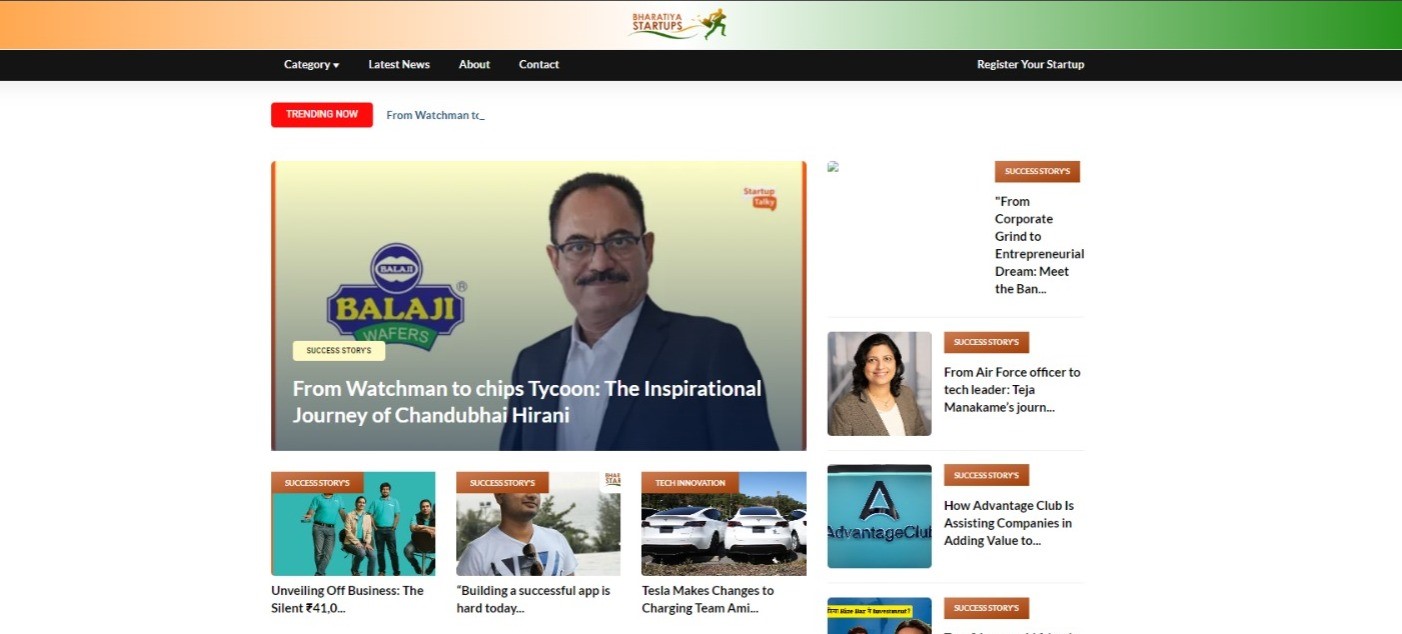 BHARATIYA
STARTUPS
Category ▾ Latest News About Contact Register Your Startup
TRENDING NOW From Watchman to_
Startup
Talky
BALAJI
BALAJI ®
WAFERS
SUCCESS STORY'S
From Watchman to chips Tycoon: The Inspirational
Journey of Chandubhai Hirani
SUCCESS STORY'S
"From
Corporate
Grind to
Entrepreneurial
Dream: Meet
the Ban...
SUCCESS STORY'S
From Air Force officer to
tech leader: Teja
Manakame's journ...
AdvantageClub
SUCCESS STORY'S
How Advantage Club Is
Assisting Companies in
Adding Value to...
SUCCESS STORY'S
SUCCESS STORY'S
Unveiling Off Business: The
Silent ₹41,0...
SUCCESS STORY'S
“Building a successful app is
hard today...
TECH INNOVATION
Tesla Makes Changes to
Charging Team Ami...